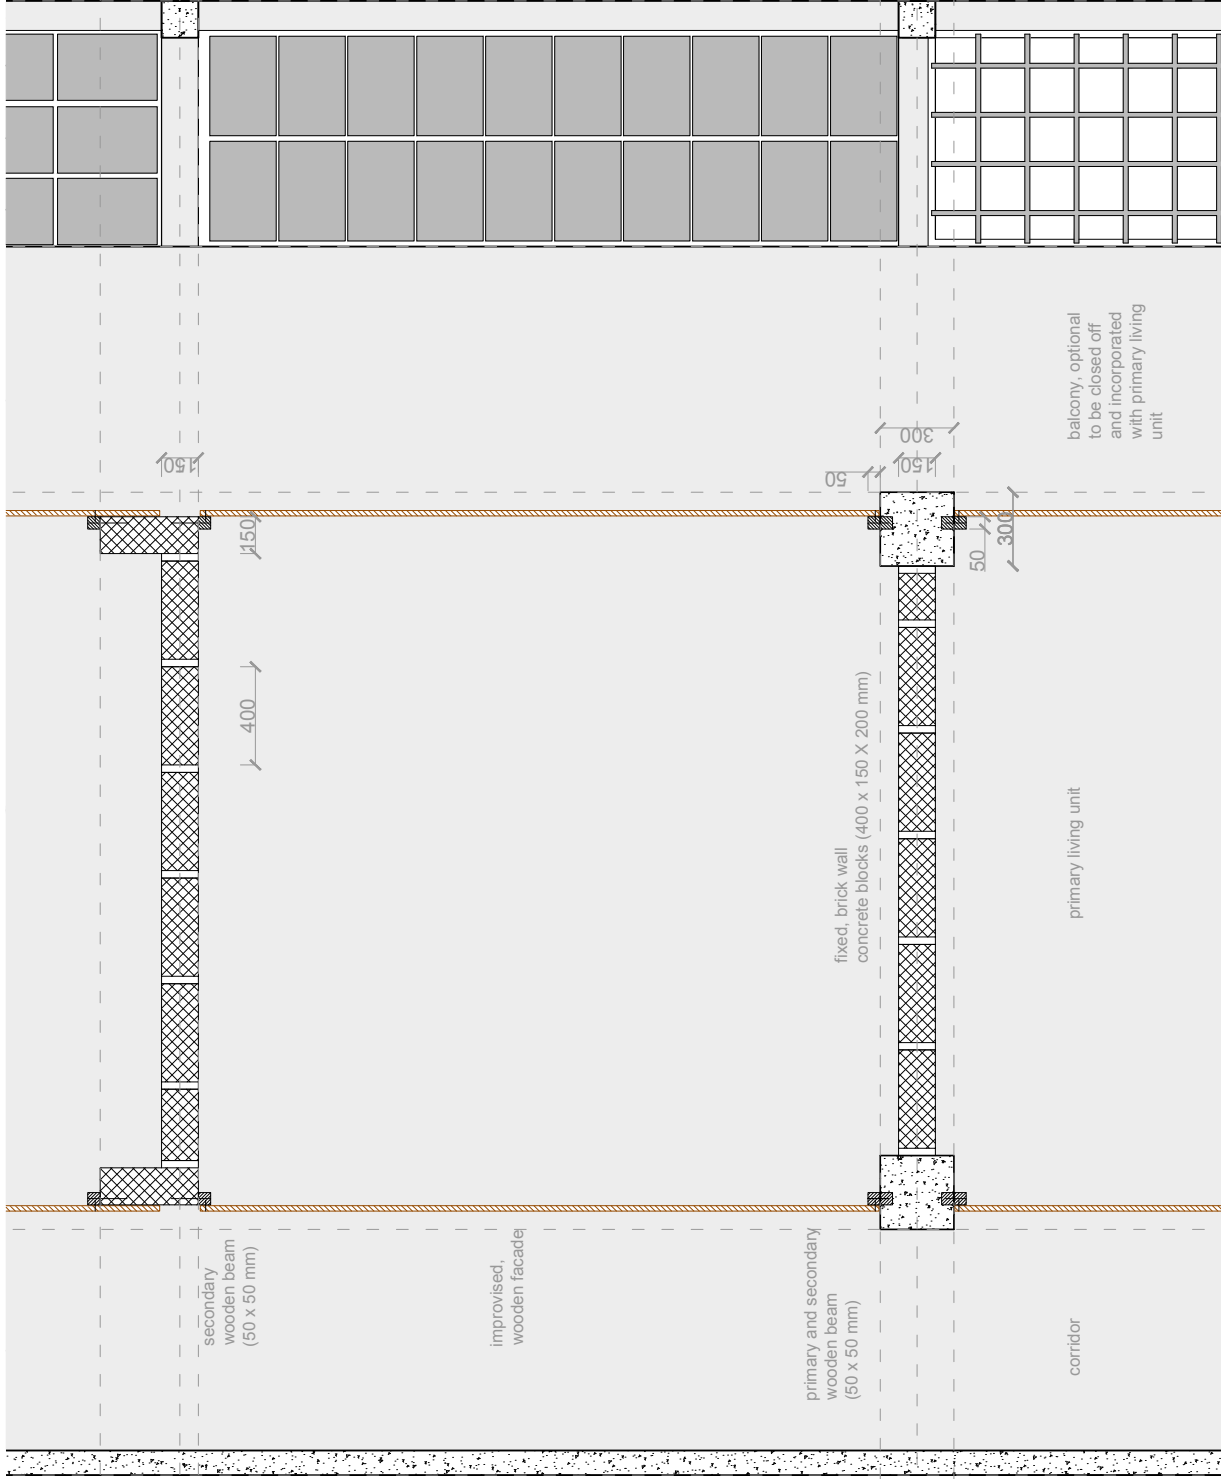 balcony, optional
to be closed off
and incorporated
with primary living
unit
300
150
50
150
300
50
150
400
fixed, brick wall
concrete blocks (400 x 150 X 200 mm)
primary living unit
secondary
wooden beam
(50 x 50 mm)
improvised,
wooden facade
primary and secondary
wooden beam
(50 x 50 mm)
corridor